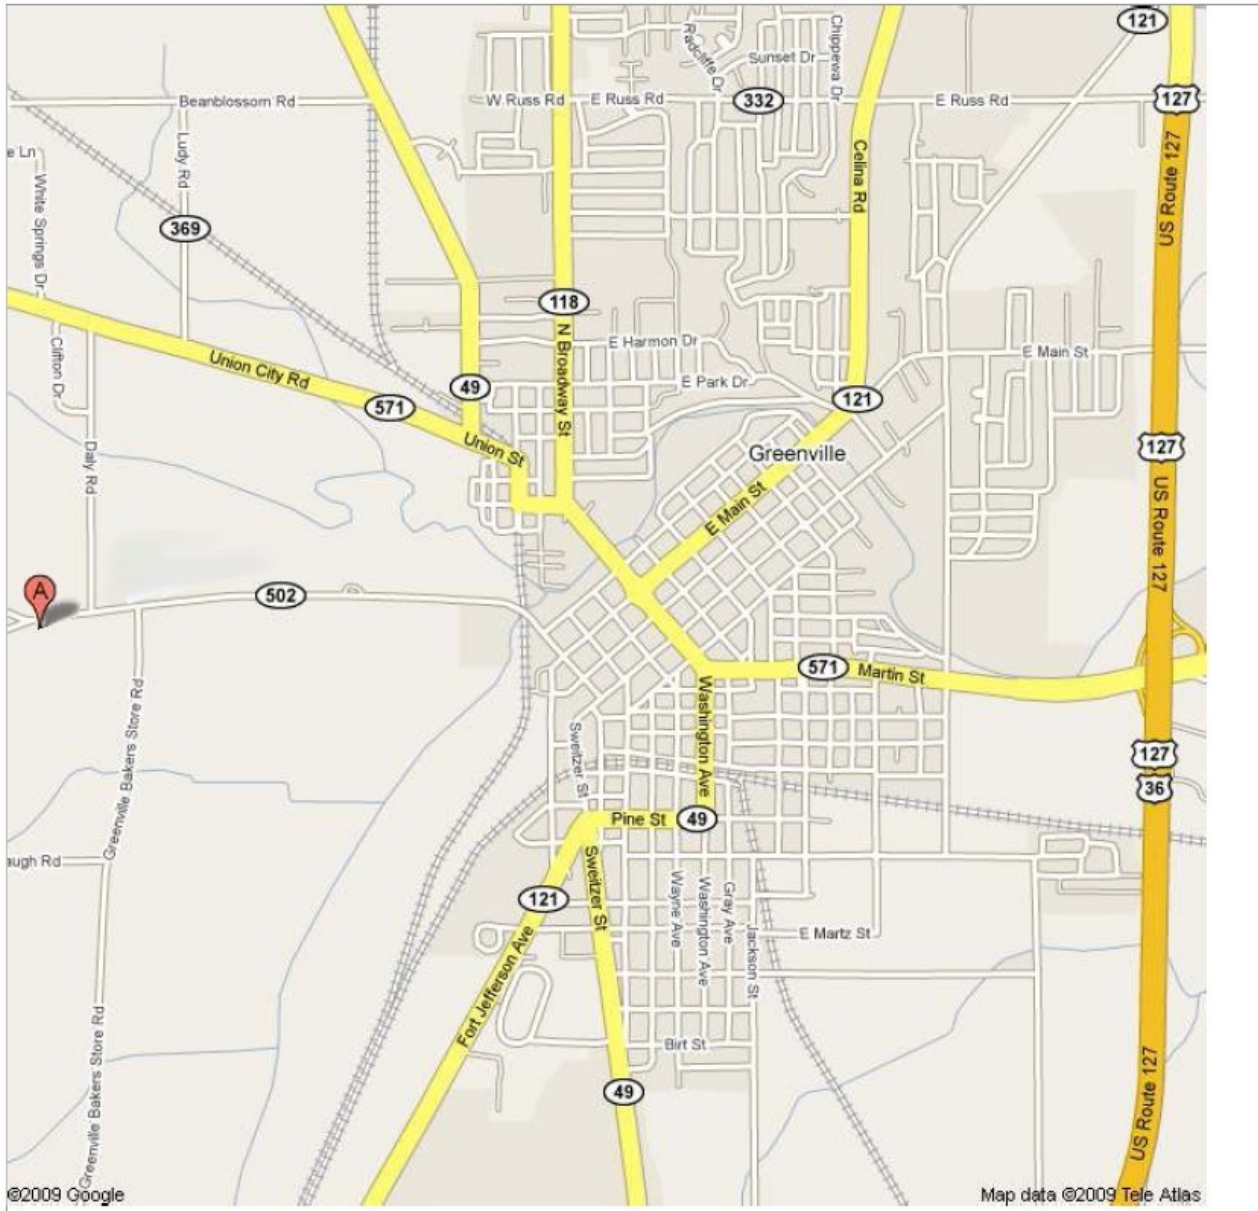 121
Radcliffe Dr
Chippewa Dr
Sunset Dr
Beanblossom Rd
W Russ Rd
E Russ Rd
332
E Russ Rd
127
e Ln
Ludy Rd
White Springs Dr
Celina Rd
US Route 127
369
118
N Broadway St
E Harmon Dr
E Main St
Clifton Dr
Union City Rd
49
E Park Dr
571
121
Union St
Greenville
127
Daly Rd
E Main St
US Route 127
A
502
571
Martin St
Greenville Bakers Store Rd
Washington Ave
Sweitzer St
127
36
Pine St
49
augh Rd
Sweitzer St
121
Wayne Ave
Washington Ave
Gray Ave
Jackson St
E Martz St
Fort Jefferson Ave
Greenville Bakers Store Rd
Birt St
49
US Route 127
©2009 Google
Map data ©2009 Tele Atlas